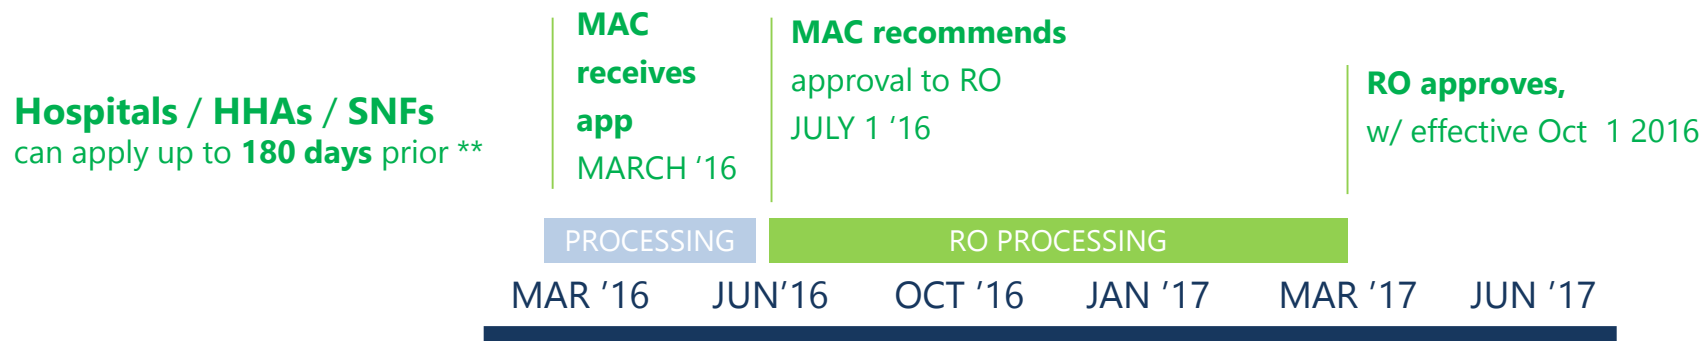 Hospitals / HHAs / SNFs
can apply up to 180 days prior **
MAC
receives
app
MARCH ‘16
MAC recommends
approval to RO
JULY 1 ‘16
RO approves,
w/ effective Oct  1 2016
PROCESSING
RO PROCESSING
MAR ’16 JUN’16 OCT ’16 JAN ’17 MAR ’17 JUN ’17